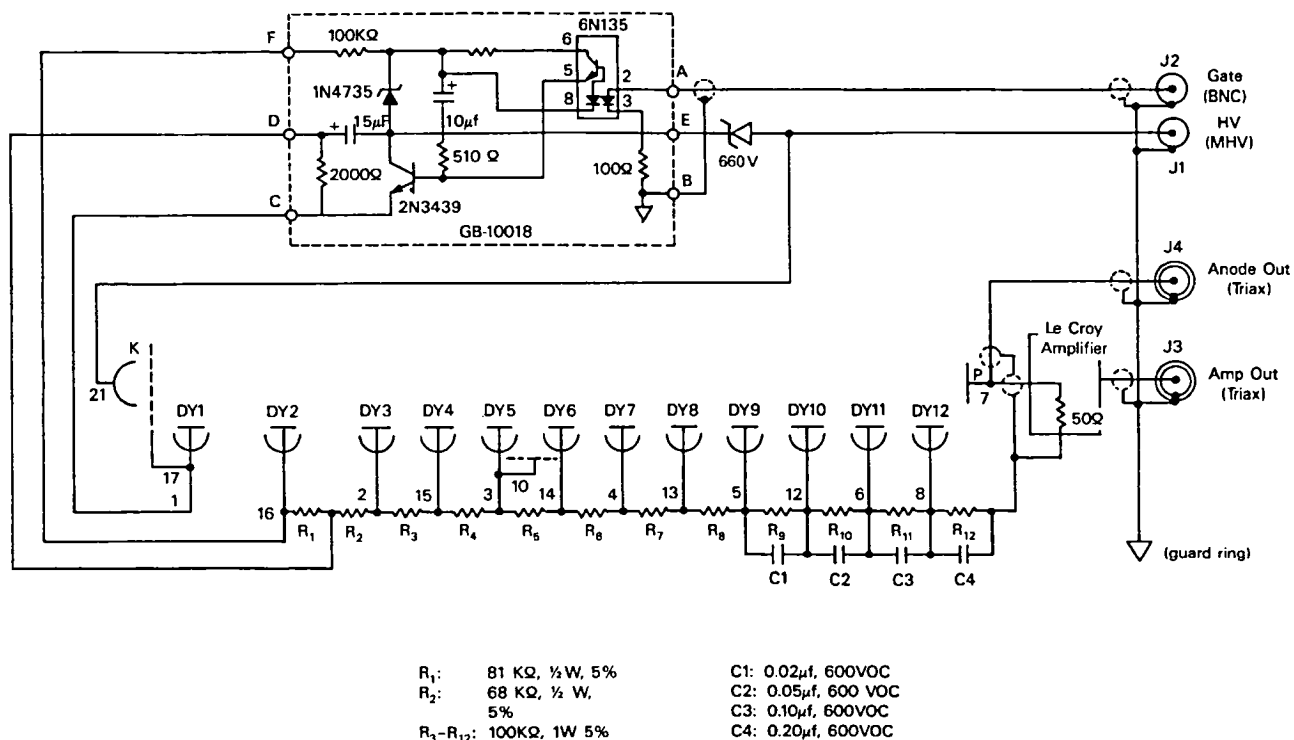 6N135
F
100KΩ
6
5
8
2
3
A
J2
Gate
(BNC)
HV
(MHV)
J1
1N4735
+
D
+
15μF
10μf
E
660 V
510 Ω
2000Ω
100Ω
B
C
2N3439
GB-10018
J4
Anode Out
(Triax)
Le Croy
Amplifier
J3
Amp Out
(Triax)
K
21
P
7
50Ω
DY1
DY2
DY3
DY4
DY5
DY6
DY7
DY8
DY9
DY10
DY11
DY12
17
1
16
2
15
3
10
14
4
13
5
12
6
8
R₁
R₂
R₃
R₄
R₅
R₆
R₇
R₈
R₉
R₁₀
R₁₁
R₁₂
C1
C2
C3
C4
(guard ring)
R₁: 81 KΩ, ½W, 5%
R₂: 68 KΩ, ½ W,
5%
R₃-R₁₂: 100KΩ, 1W 5%
C1: 0.02μf, 600VOC
C2: 0.05μf, 600 VOC
C3: 0.10μf, 600VOC
C4: 0.20μf, 600VOC